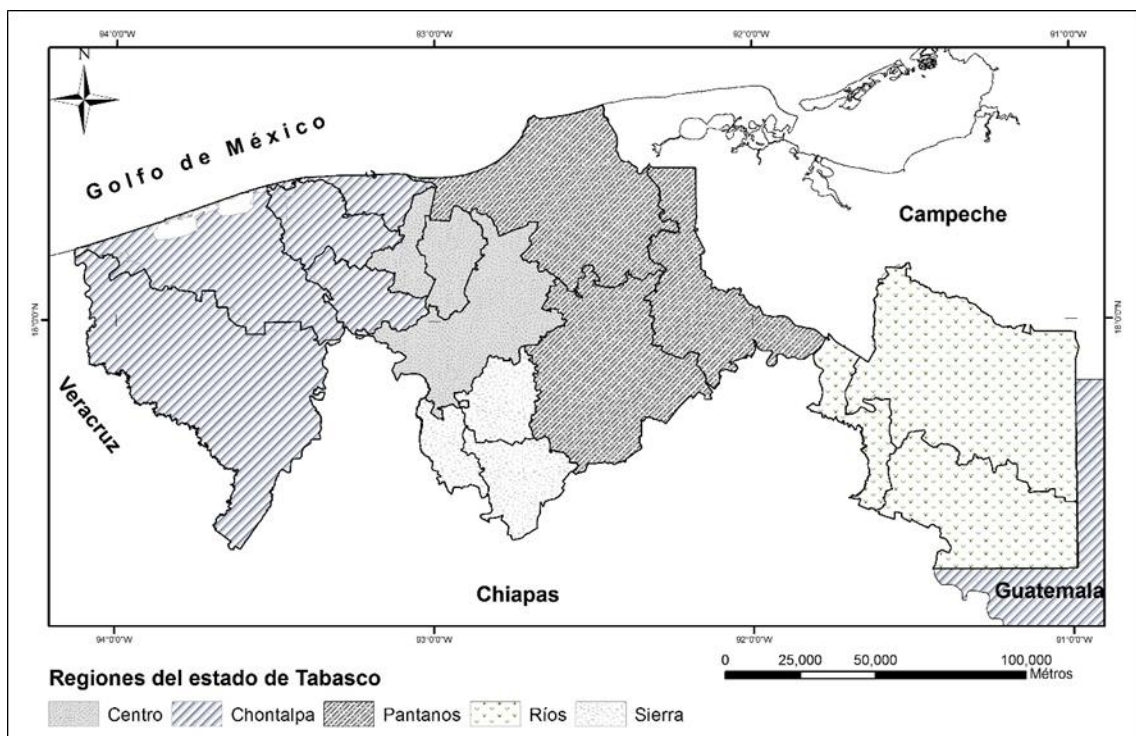 94°0'0"W 93°0'0"W 92°0'0"W 91°0'0"W
N
Golfo de México
Campeche
18°0'0"N 18°0'0"N
Veracruz
Chiapas
Guatemala
94°0'0"W 93°0'0"W 92°0'0"W 91°0'0"W
0 25,000 50,000 100,000
Métros
Regiones del estado de Tabasco
Centro Chontalpa Pantanos Ríos Sierra